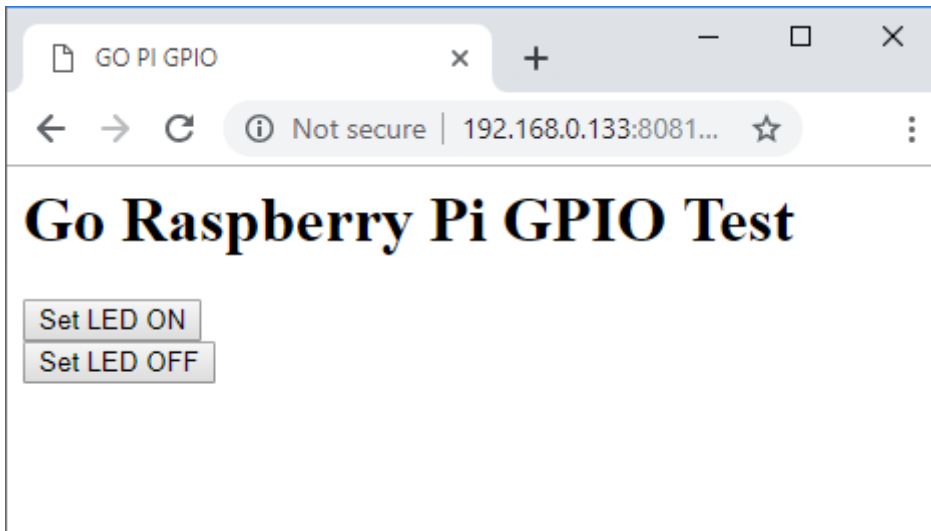 GO PI GPIO
Not secure 192.168.0.133:8081...
Go Raspberry Pi GPIO Test
Set LED ON
Set LED OFF